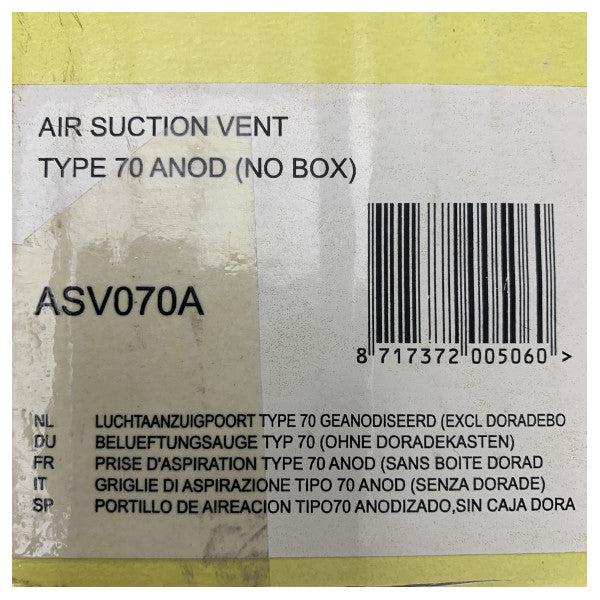 AIR SUCTION VENT
TYPE 70 ANOD (NO BOX)
ASV070A
8 717372 005060 >
NL LUCHTAANZUIGPOORT TYPE 70 GEANODISEERD (EXCL DORADEBO
DU BELUEFTUNGSAUGE TYP 70 (OHNE DORADEKASTEN)
FR PRISE D'ASPIRATION TYPE 70 ANOD (SANS BOITE DORAD
IT GRIGLIE DI ASPIRAZIONE TIPO 70 ANOD (SENZA DORADE)
SP PORTILLO DE AIREACION TIPO70 ANODIZADO,SIN CAJA DORA